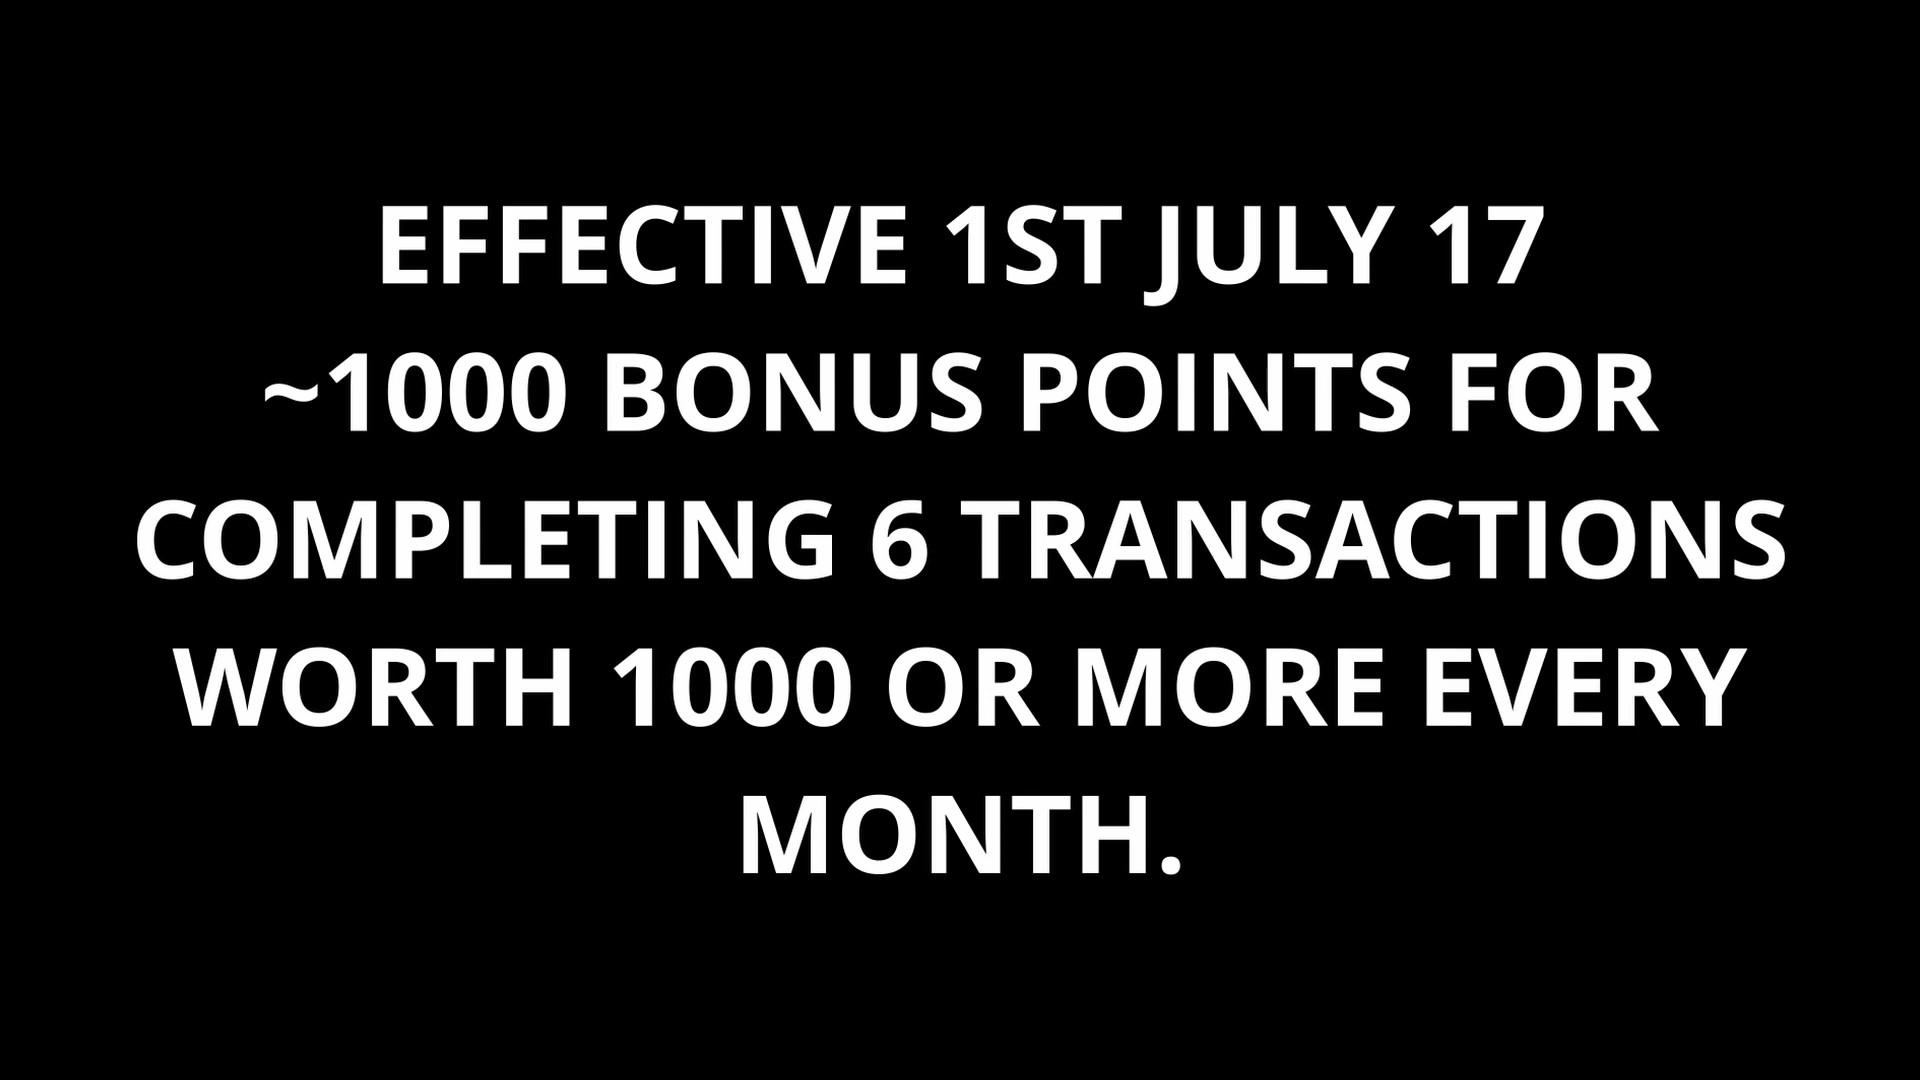 EFFECTIVE 1ST JULY 17
~1000 BONUS POINTS FOR
COMPLETING 6 TRANSACTIONS
WORTH 1000 OR MORE EVERY
MONTH.